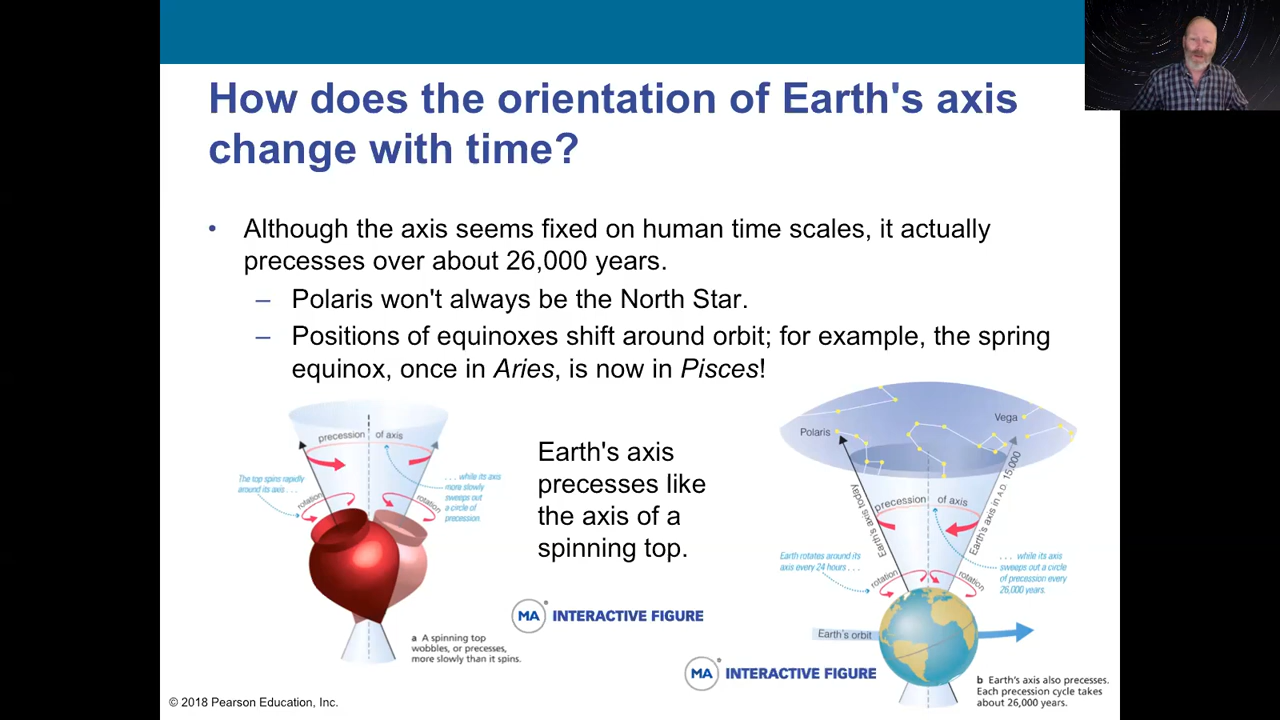 How does the orientation of Earth's axis
change with time?
• Although the axis seems fixed on human time scales, it actually
precesses over about 26,000 years.
– Polaris won't always be the North Star.
– Positions of equinoxes shift around orbit; for example, the spring
equinox, once in Aries, is now in Pisces!
precession of axis
The top spins rapidly
around its axis . . .
. . . while its axis
more slowly
sweeps out
a circle of
precession.
rotation
rotation
a A spinning top
wobbles, or precesses,
more slowly than it spins.
Earth's axis
precesses like
the axis of a
spinning top.
MA INTERACTIVE FIGURE
Vega
Polaris
precession of axis
Earth's axis today
Earth's axis in A.D. 15,000
Earth rotates around its
axis every 24 hours . . .
. . . while its axis
sweeps out a circle
of precession every
26,000 years.
rotation
rotation
Earth's orbit
MA INTERACTIVE FIGURE
b Earth's axis also precesses.
Each precession cycle takes
about 26,000 years.
© 2018 Pearson Education, Inc.